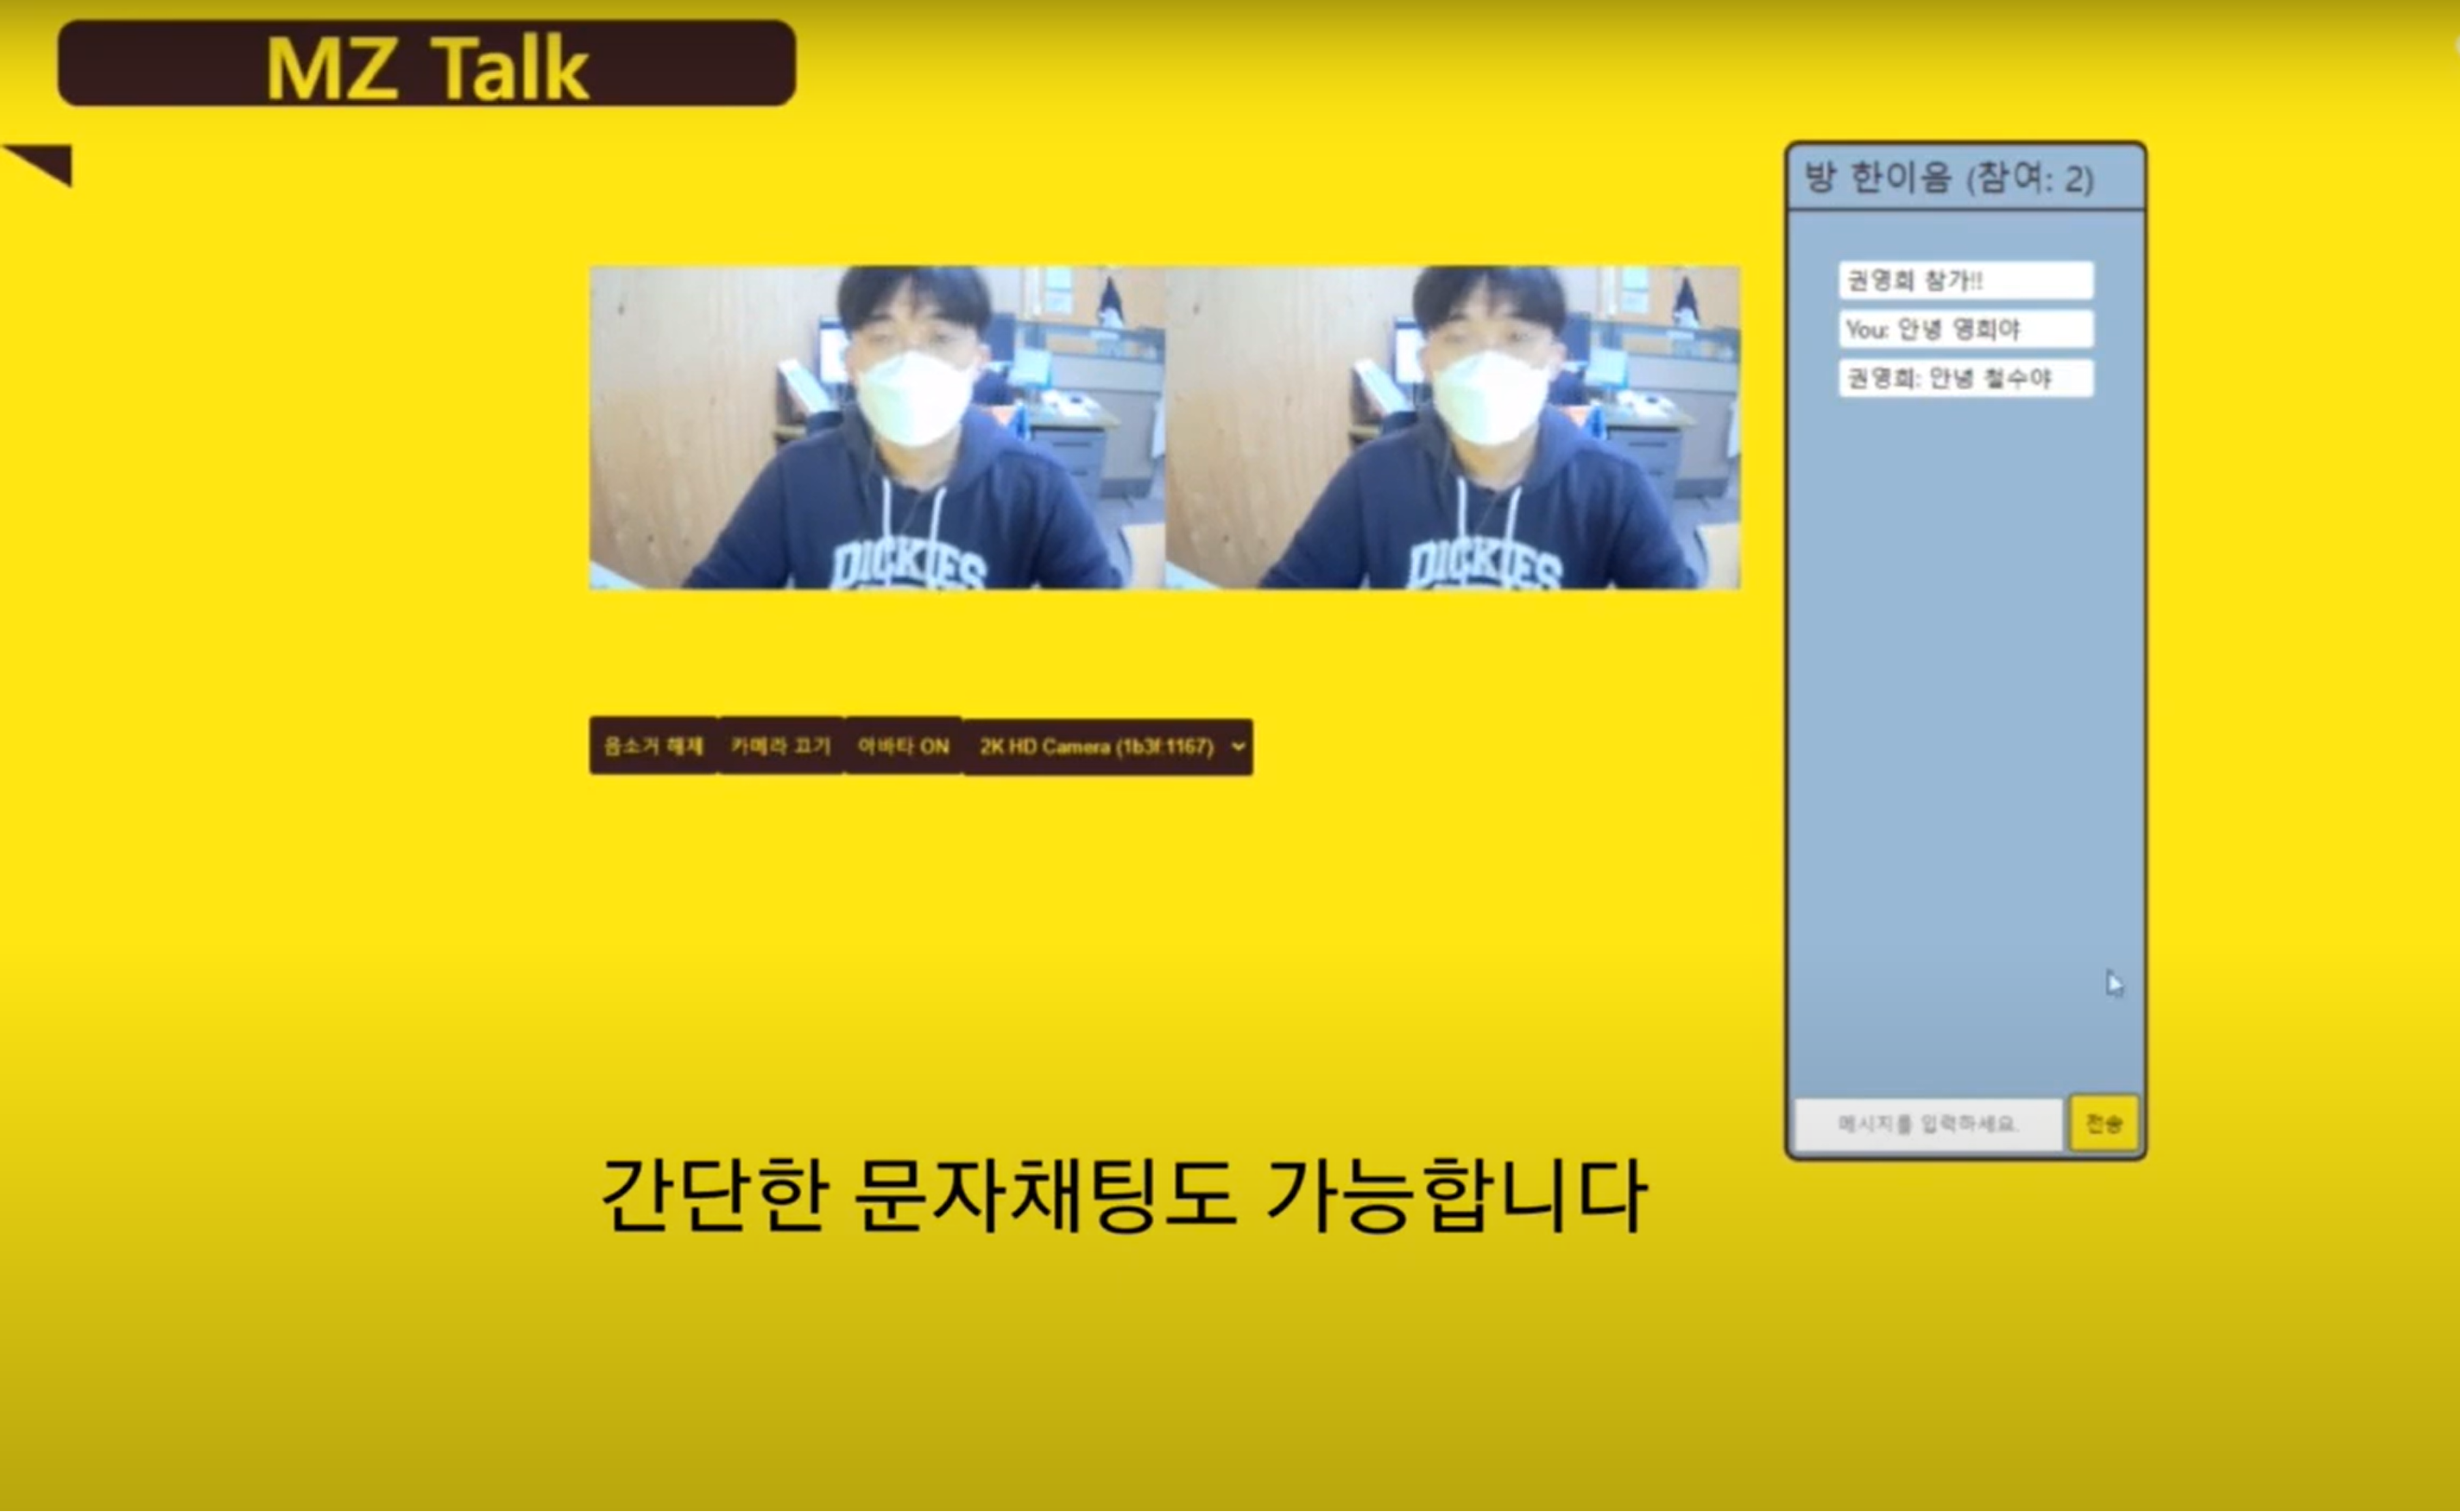 MZ Talk
방 한이음 (참여: 2)
권영희 참가!!
You: 안녕 영희야
권영희: 안녕 철수야
DICKIES
DICKIES
음소거 해제
카메라 끄기
아바타 ON
2K HD Camera (1b3f:1167)
메시지를 입력하세요.
전송
간단한 문자채팅도 가능합니다